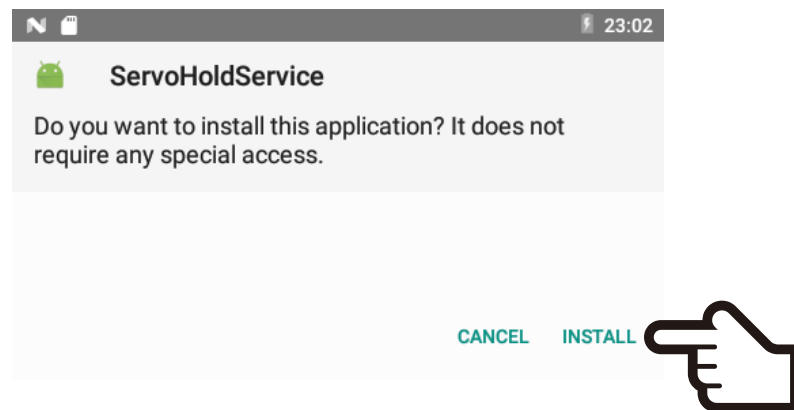 23:02
ServoHoldService
Do you want to install this application? It does not
require any special access.
CANCEL INSTALL